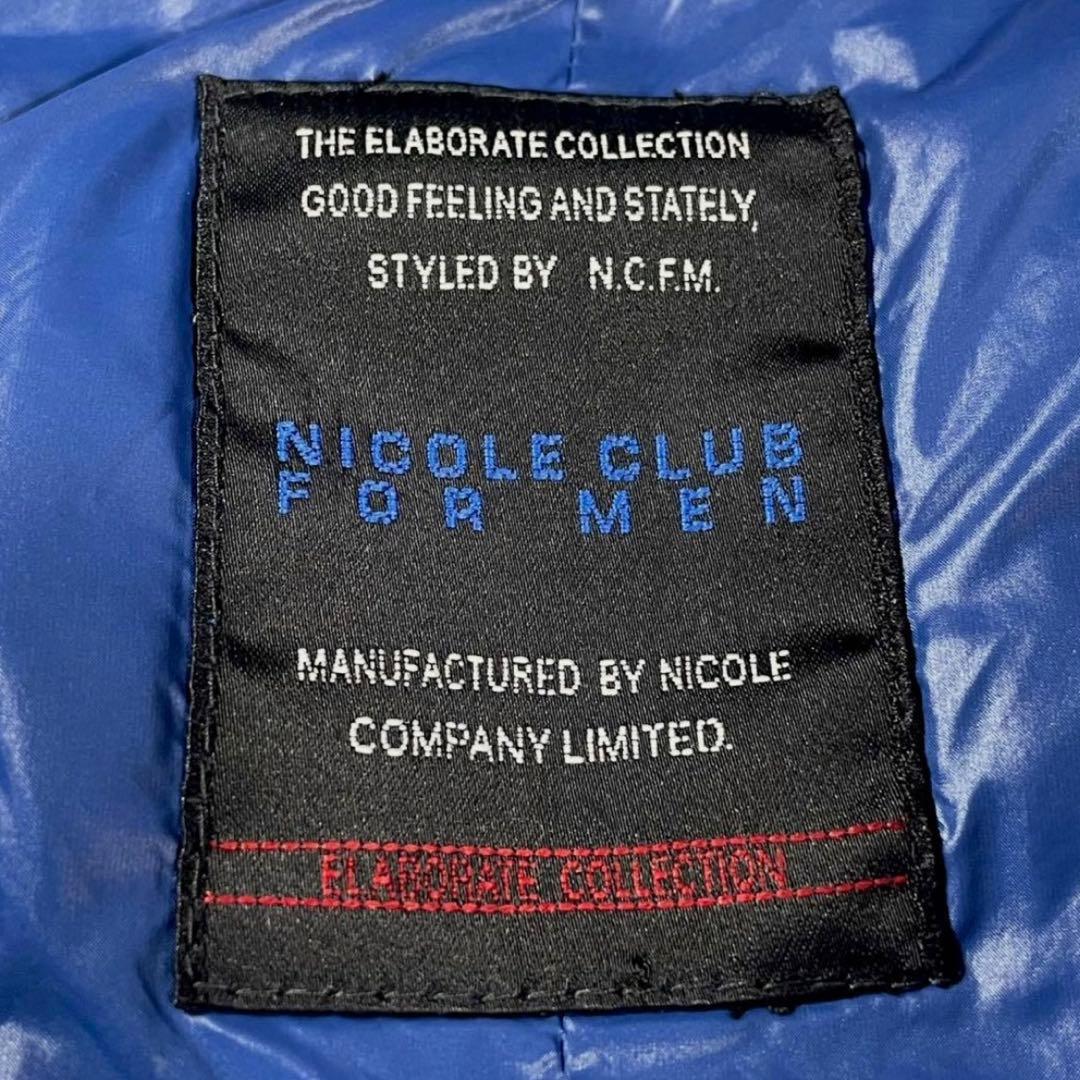 THE ELABORATE COLLECTION
GOOD FEELING AND STATELY,
STYLED BY N.C.F.M.
NICOLE CLUB
FOR MEN
MANUFACTURED BY NICOLE
COMPANY LIMITED.
ELABORATE COLLECTION